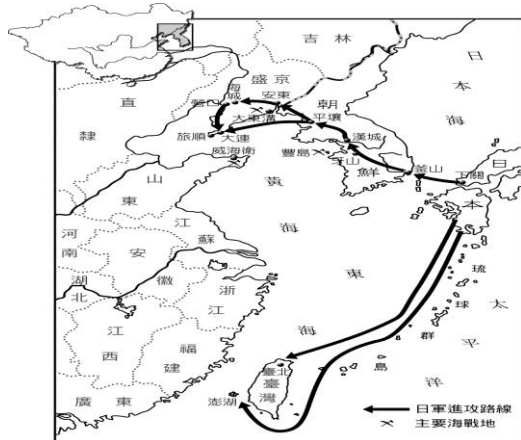 吉林
日本海
盛京
直隸
海城
安東
營口
大東溝
朝鮮
平壤
旅順
大連
漢城
威海衛
豐島
牙山
釜山
下關
日本
山東
黃海
江蘇
河南
安徽
湖北
浙江
東海
琉球群島
太平洋
江西
福建
臺北
臺灣
廣東
澎湖
日軍進攻路線
主要海戰地